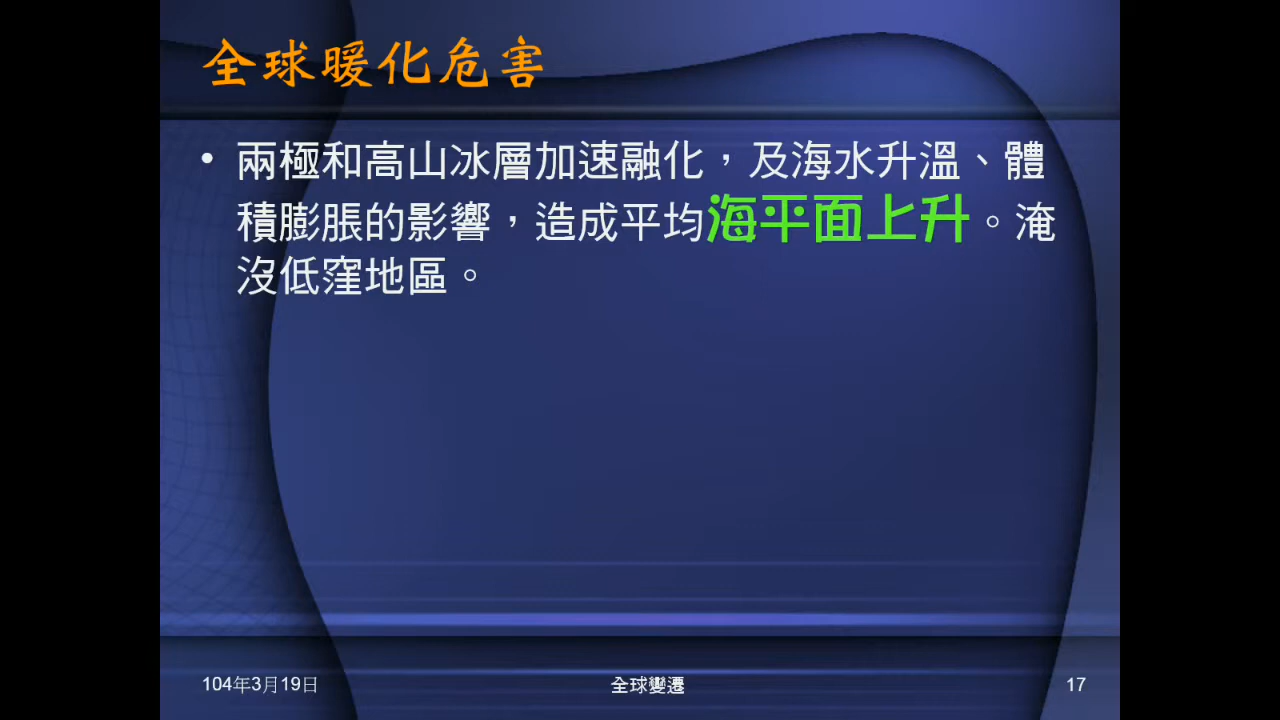 全球暖化危害
• 兩極和高山冰層加速融化，及海水升溫、體
積膨脹的影響，造成平均海平面上升。淹
沒低窪地區。
104年3月19日
全球變遷
17